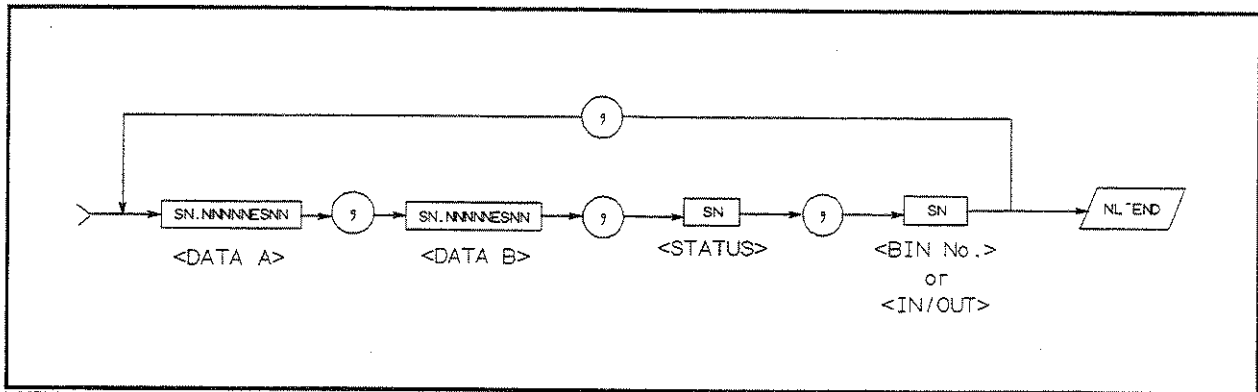 ,
SN.NNNNNESNN , SN.NNNNNESNN , SN , SN NL^END
<DATA A> <DATA B> <STATUS> <BIN No.>
or
<IN/OUT>